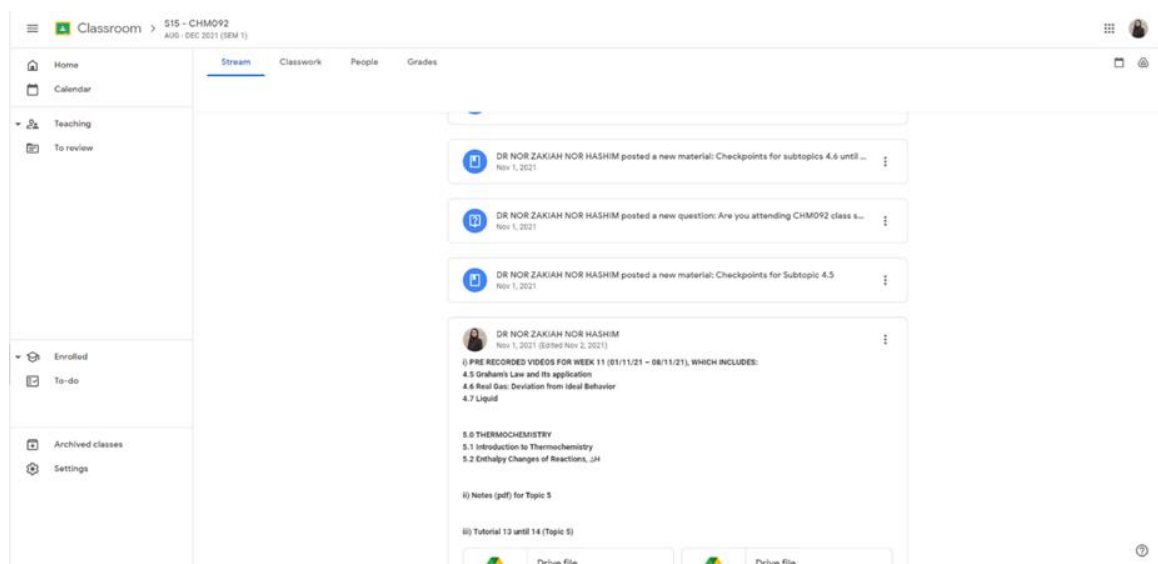 Classroom > S15 - CHM092
AUG - DEC 2021 (SEM 1)
Home
Calendar
Teaching
To review
Enrolled
To-do
Archived classes
Settings
Stream Classwork People Grades
DR NOR ZAKIAH NOR HASHIM posted a new material: Checkpoints for subtopics 4.6 until ...
Nov 1, 2021
DR NOR ZAKIAH NOR HASHIM posted a new question: Are you attending CHM092 class s...
Nov 1, 2021
DR NOR ZAKIAH NOR HASHIM posted a new material: Checkpoints for Subtopic 4.5
Nov 1, 2021
DR NOR ZAKIAH NOR HASHIM
Nov 1, 2021 (Edited Nov 2, 2021)
i) PRE RECORDED VIDEOS FOR WEEK 11 (01/11/21 – 08/11/21), WHICH INCLUDES:
4.5 Graham's Law and its application
4.6 Real Gas: Deviation from Ideal Behavior
4.7 Liquid
5.0 THERMOCHEMISTRY
5.1 Introduction to Thermochemistry
5.2 Enthalpy Changes of Reactions, △H
ii) Notes (pdf) for Topic 5
iii) Tutorial 13 until 14 (Topic 5)
Drive file Drive file